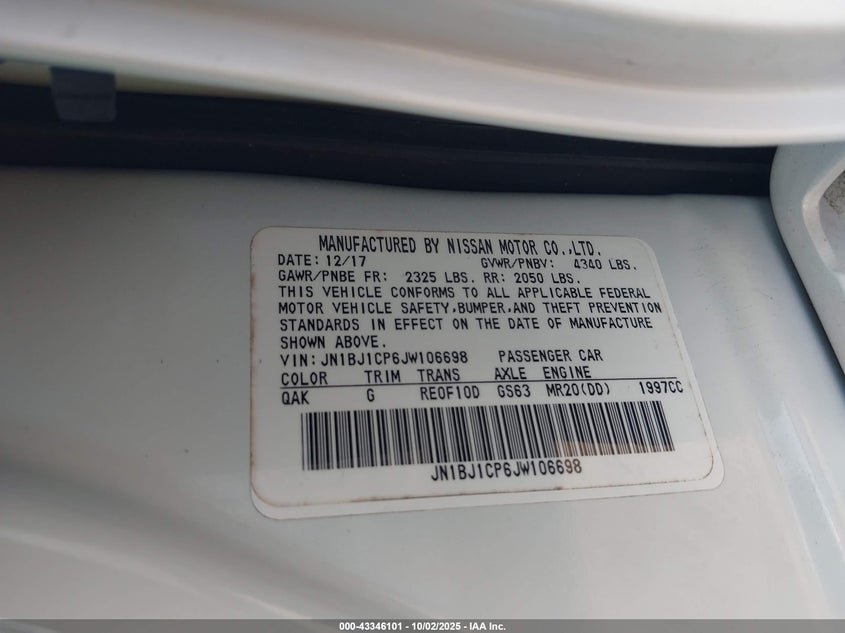 MANUFACTURED BY NISSAN MOTOR CO.,LTD.
DATE: 12/17 GVWR/PNBV: 4340 LBS.
GAWR/PNBE FR: 2325 LBS. RR: 2050 LBS.
THIS VEHICLE CONFORMS TO ALL APPLICABLE FEDERAL
MOTOR VEHICLE SAFETY,BUMPER,AND THEFT PREVENTION
STANDARDS IN EFFECT ON THE DATE OF MANUFACTURE
SHOWN ABOVE.
VIN: JN1BJ1CP6JW106698 PASSENGER CAR
COLOR TRIM TRANS AXLE ENGINE
QAK G RE0F10D GS63 MR20(DD) 1997CC
JN1BJ1CP6JW106698
000-43346101 - 10/02/2025 - IAA Inc.